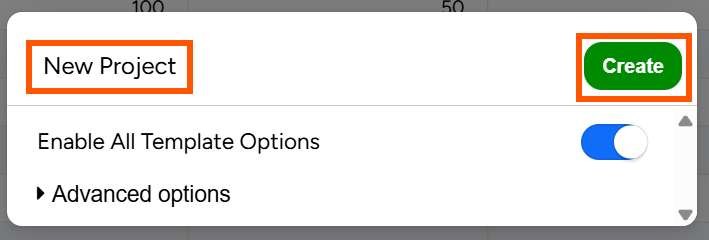 100 50
New Project
Create
Enable All Template Options
Advanced options